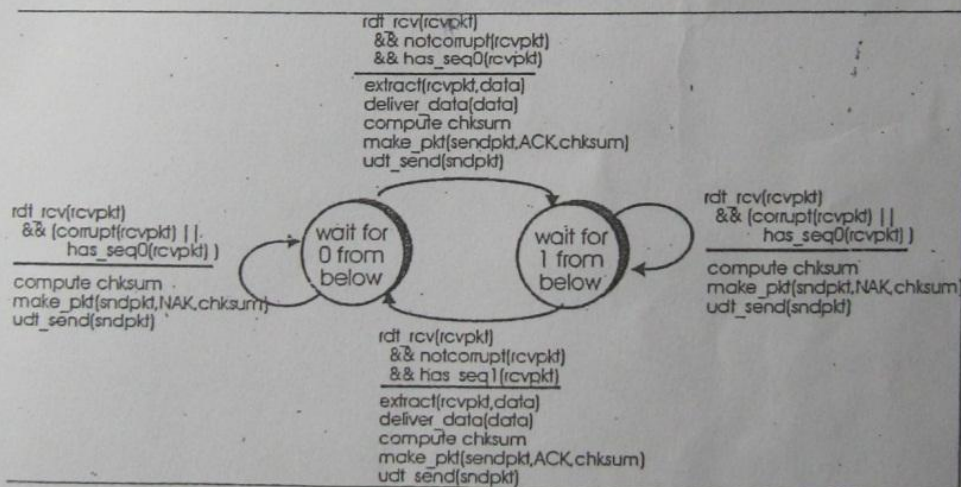 rdt_rcv(rcvpkt)
&& notcorrupt(rcvpkt)
&& has_seq0(rcvpkt)
extract(rcvpkt,data)
deliver_data(data)
compute chksum
make_pkt(sendpkt,ACK,chksum)
udt_send(sndpkt)
rdt_rcv(rcvpkt)
&& (corrupt(rcvpkt) ||
has_seq0(rcvpkt) )
compute chksum
make_pkt(sndpkt,NAK,chksum)
udt_send(sndpkt)
wait for
0 from
below
wait for
1 from
below
rdt_rcv(rcvpkt)
&& (corrupt(rcvpkt) ||
has_seq0(rcvpkt) )
compute chksum
make_pkt(sndpkt,NAK,chksum)
udt_send(sndpkt)
rdt_rcv(rcvpkt)
&& notcorrupt(rcvpkt)
&& has_seq1(rcvpkt)
extract(rcvpkt,data)
deliver_data(data)
compute chksum
make_pkt(sendpkt,ACK,chksum)
udt_send(sndpkt)